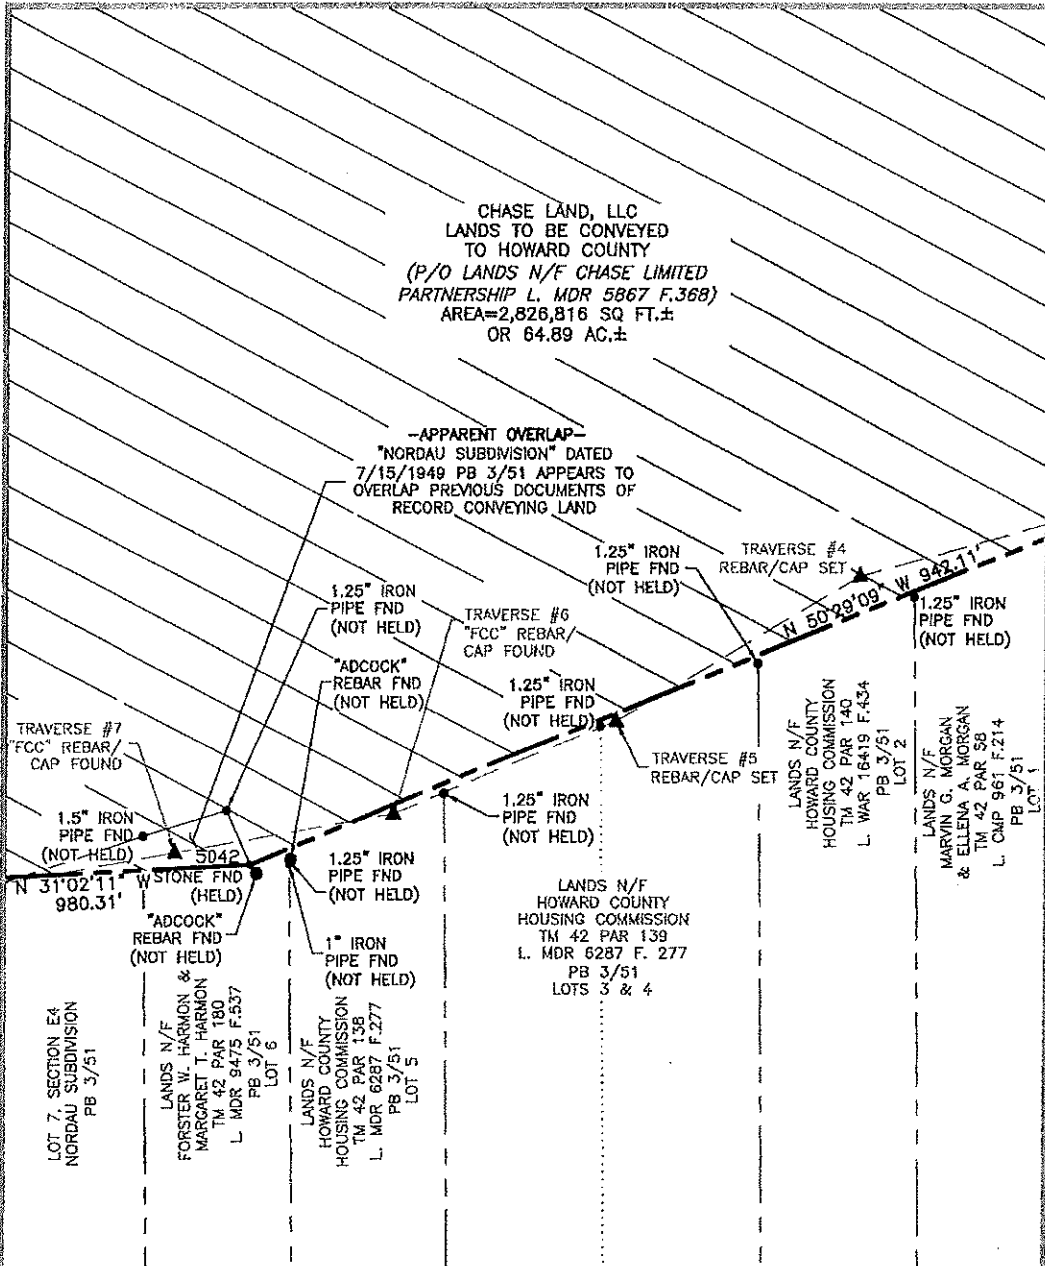 CHASE LAND, LLC
LANDS TO BE CONVEYED
TO HOWARD COUNTY
(P/O LANDS N/F CHASE LIMITED
PARTNERSHIP L. MDR 5867 F.368)
AREA=2,826,816 SQ FT.±
OR 64.89 AC.±
-APPARENT OVERLAP-
"NORDAU SUBDIVISION" DATED
7/15/1949 PB 3/51 APPEARS TO
OVERLAP PREVIOUS DOCUMENTS OF
RECORD CONVEYING LAND
1.25" IRON
PIPE FND
(NOT HELD)
TRAVERSE #4
REBAR/CAP SET
N 50°29'09" W 942.11'
1.25" IRON
PIPE FND
(NOT HELD)
1.25" IRON
PIPE FND
(NOT HELD)
TRAVERSE #6
"FCC" REBAR/
CAP FOUND
"ADCOCK"
REBAR FND
(NOT HELD)
1.25" IRON
PIPE FND
(NOT HELD)
TRAVERSE #5
REBAR/CAP SET
TRAVERSE #7
"FCC" REBAR/
CAP FOUND
1.5" IRON
PIPE FND
(NOT HELD)
1.25" IRON
PIPE FND
(NOT HELD)
5042
STONE FND
(HELD)
N 31°02'11" W
980.31'
1.25" IRON
PIPE FND
(NOT HELD)
"ADCOCK"
REBAR FND
(NOT HELD)
1" IRON
PIPE FND
(NOT HELD)
LOT 7, SECTION E4
NORDAU SUBDIVISION
PB 3/51
LANDS N/F
FORSTER W. HARMON &
MARGARET T. HARMON
TM 42 PAR 180
L. MDR 9475 F.537
PB 3/51
LOT 6
LANDS N/F
HOWARD COUNTY
HOUSING COMMISSION
TM 42 PAR 138
L. MDR 6287 F.277
PB 3/51
LOT 5
LANDS N/F
HOWARD COUNTY
HOUSING COMMISSION
TM 42 PAR 139
L. MDR 6287 F. 277
PB 3/51
LOTS 3 & 4
LANDS N/F
HOWARD COUNTY
HOUSING COMMISSION
TM 42 PAR 140
L. WAR 16419 F.434
PB 3/51
LOT 2
LANDS N/F
MARVIN G. MORGAN
& ELLENA A. MORGAN
TM 42 PAR 58
L. CMP 961 F.214
PB 3/51
LOT 1